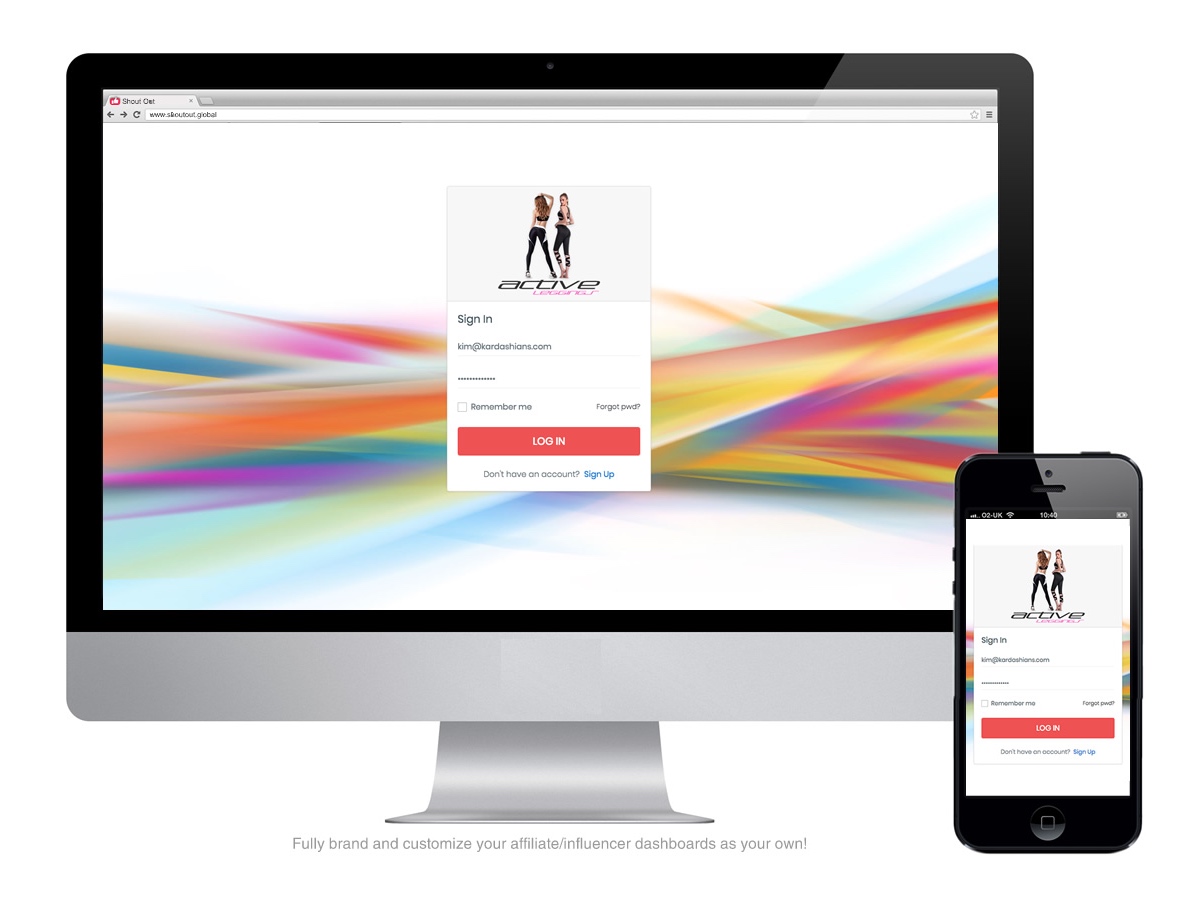 Shout Out
www.shoutout.global
active
LEGGINGS
Sign In
kim@kardashians.com
Remember me Forgot pwd?
LOG IN
Don't have an account? Sign Up
O2-UK 10:40
active
LEGGINGS
Sign In
kim@kardashians.com
Remember me Forgot pwd?
LOG IN
Don't have an account? Sign Up
Fully brand and customize your affiliate/influencer dashboards as your own!